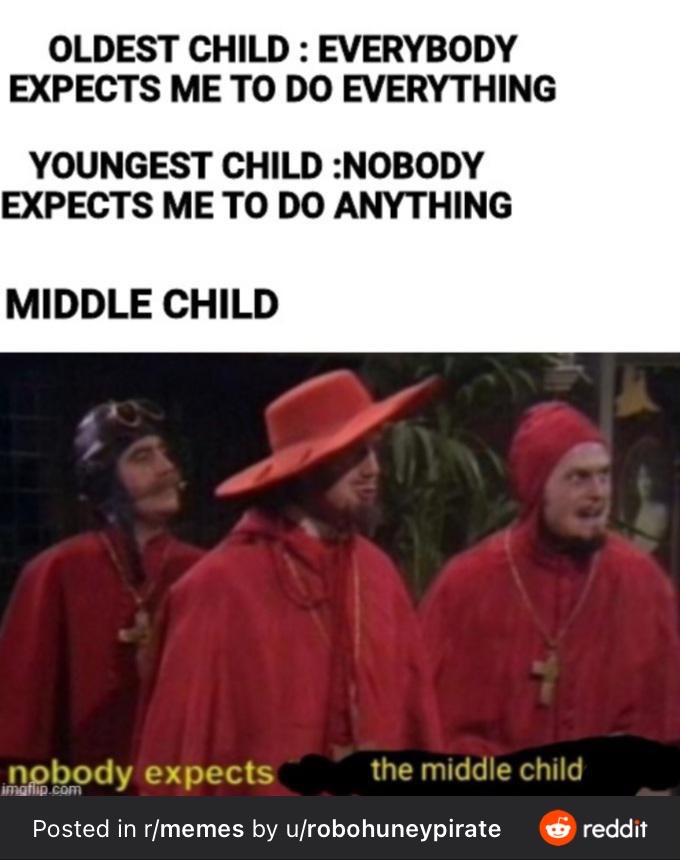 OLDEST CHILD : EVERYBODY
EXPECTS ME TO DO EVERYTHING
YOUNGEST CHILD :NOBODY
EXPECTS ME TO DO ANYTHING
MIDDLE CHILD
nobody expects the middle child
imgflip.com
Posted in r/memes by u/robohuneypirate reddit